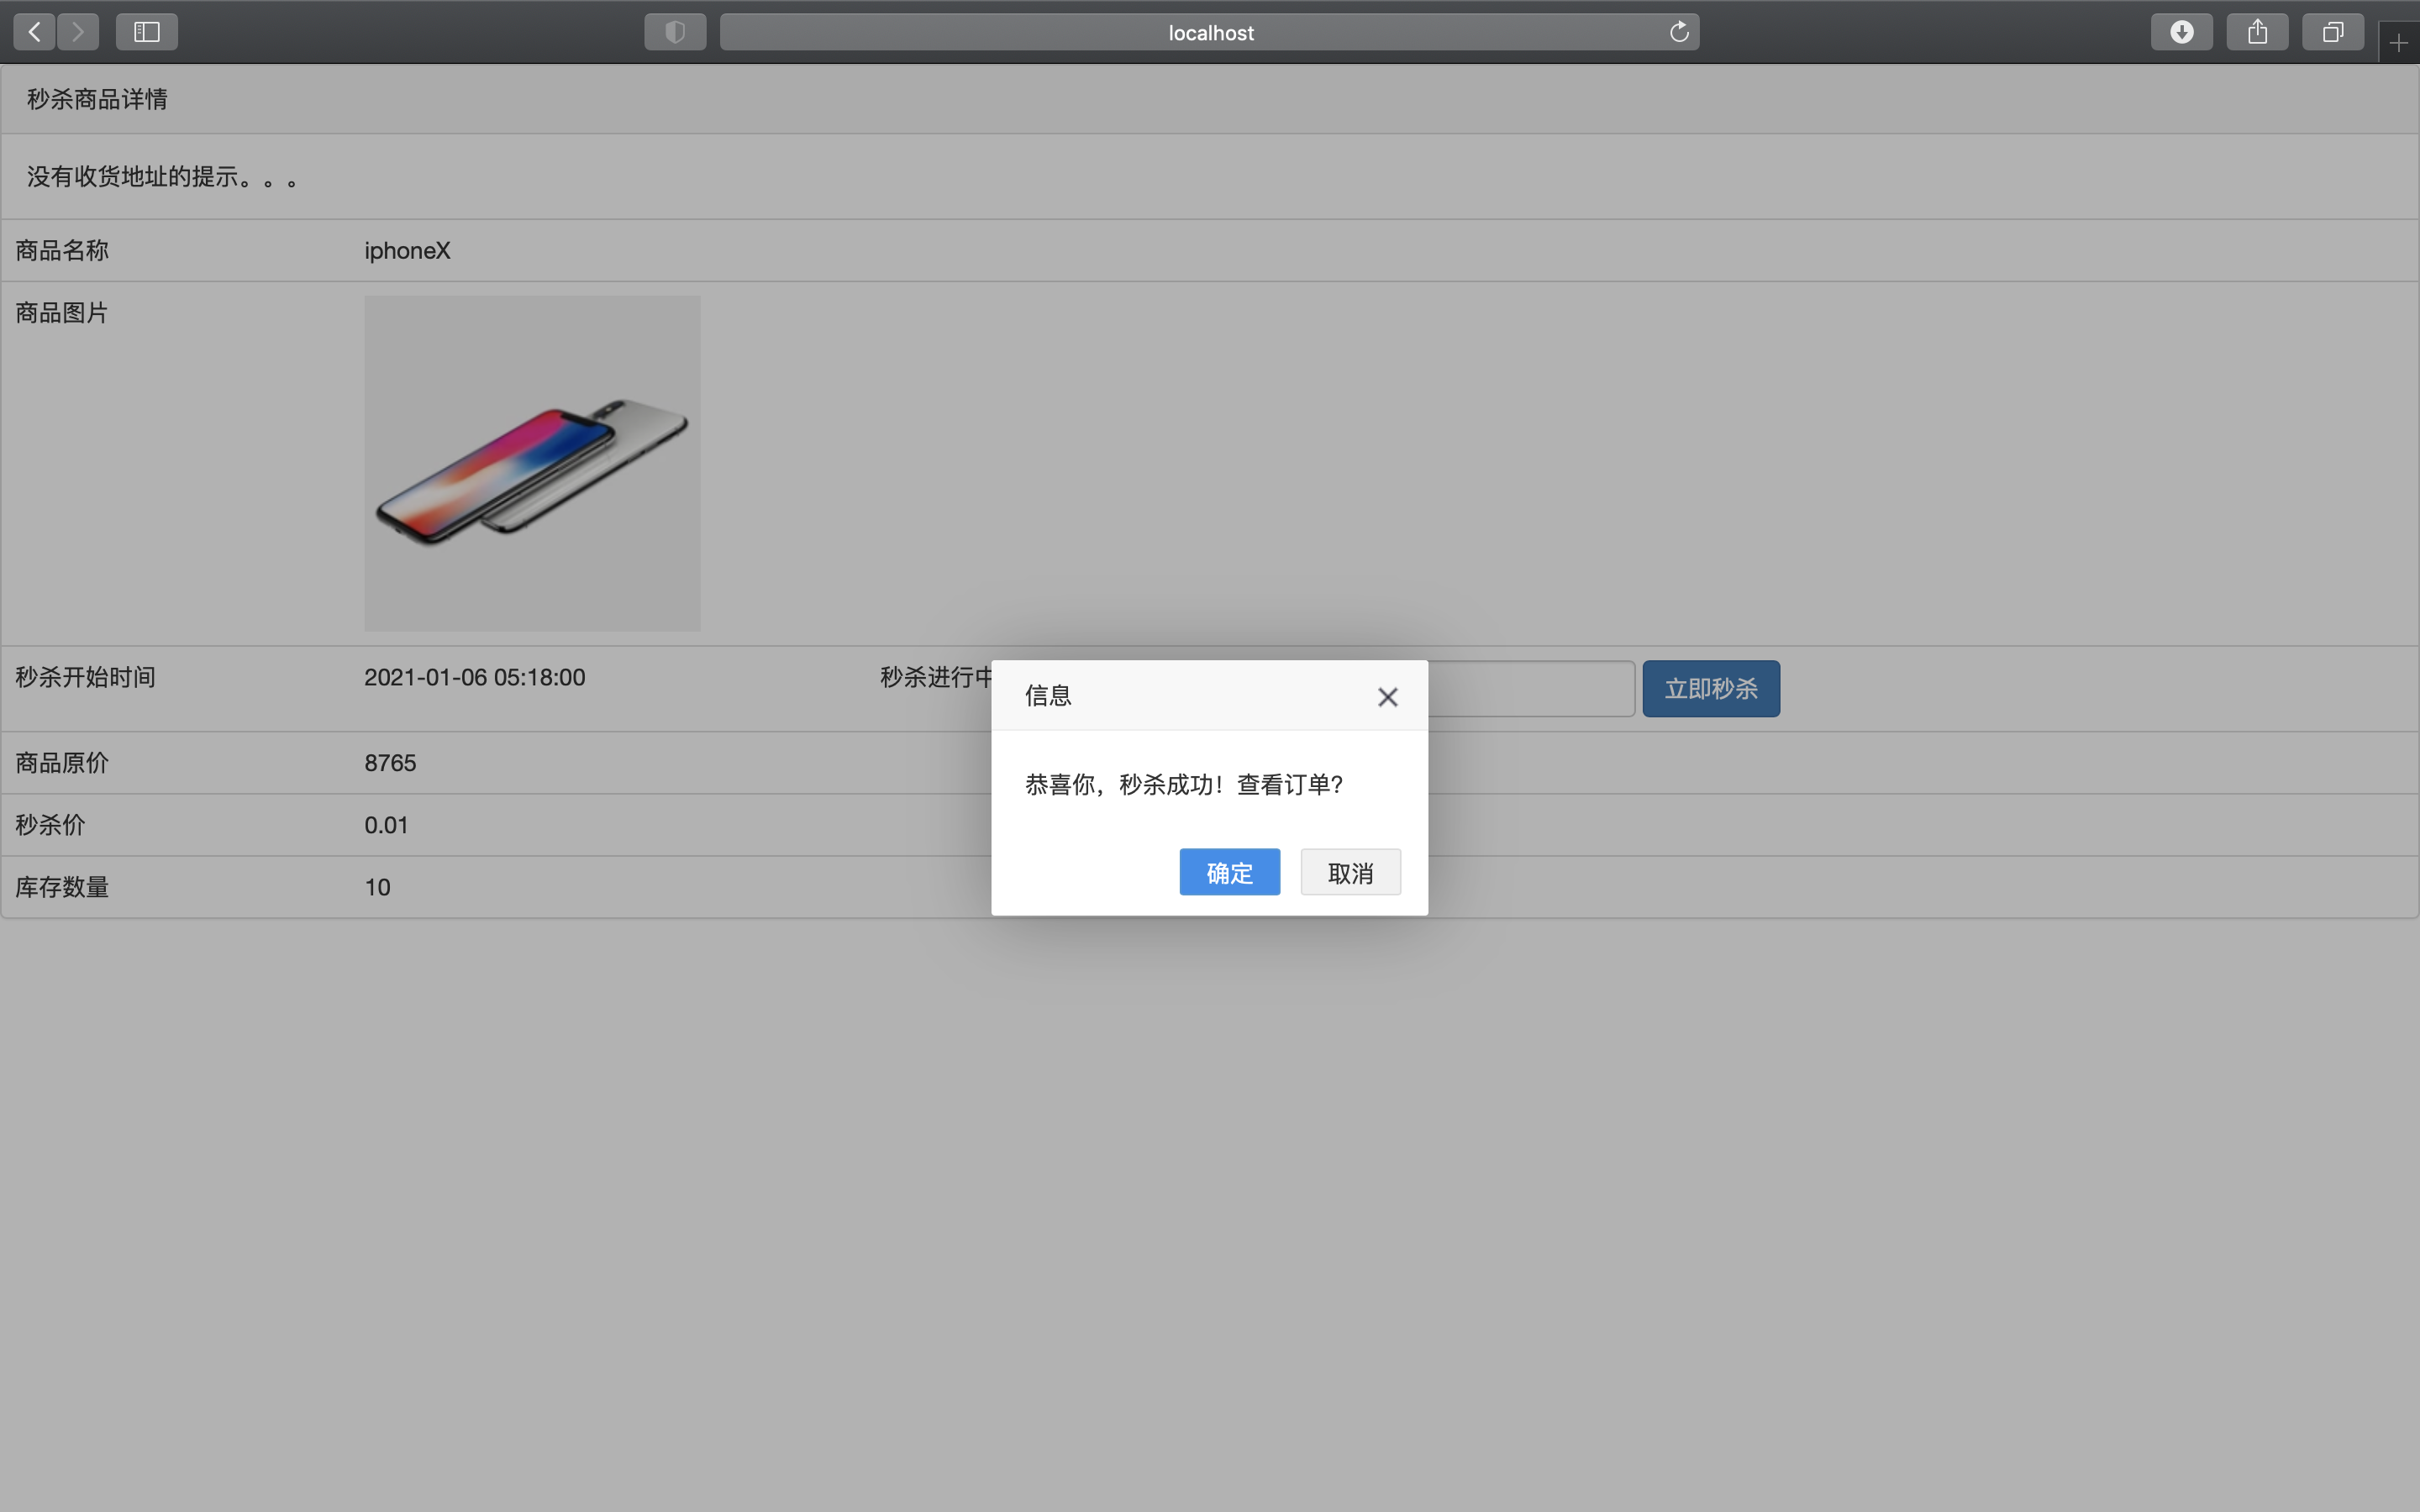 localhost
秒杀商品详情
没有收货地址的提示。。。
商品名称 iphoneX
商品图片
秒杀开始时间 2021-01-06 05:18:00 秒杀进行中 立即秒杀
信息
商品原价 8765
恭喜你，秒杀成功！查看订单？
秒杀价 0.01
确定 取消
库存数量 10